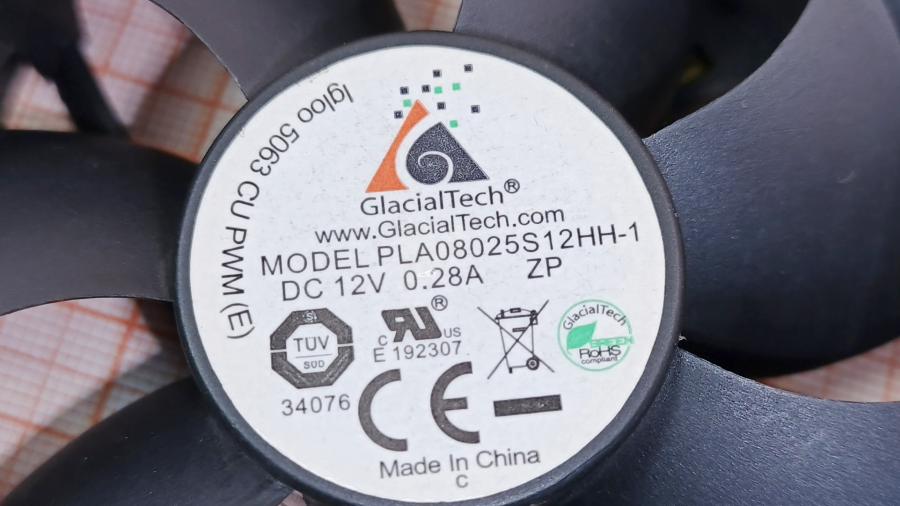 Igloo 5063 CU PWM (E)
GlacialTech®
www.GlacialTech.com
MODEL PLA08025S12HH-1
DC 12V 0.28A ZP
TÜV
SÜD
34076
c RU ® US
E 192307
GlacialTech
GREEN
RoHS
compliant
CE
Made In China
C